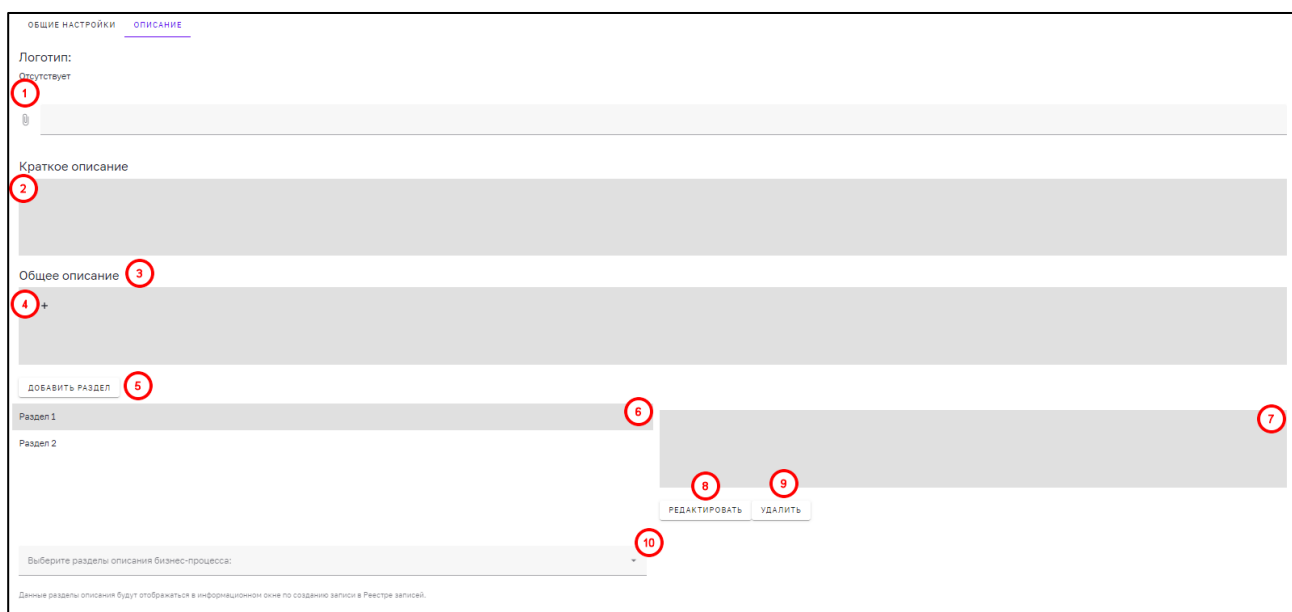 ОБЩИЕ НАСТРОЙКИ ОПИСАНИЕ
Логотип:
Отсутствует
1
Краткое описание
2
Общее описание 3
4 +
ДОБАВИТЬ РАЗДЕЛ 5
Раздел 1 6 7
Раздел 2
8 9
РЕДАКТИРОВАТЬ УДАЛИТЬ
10
Выберите разделы описания бизнес-процесса:
Данные разделы описания будут отображаться в информационном окне по созданию записи в Реестре записей.